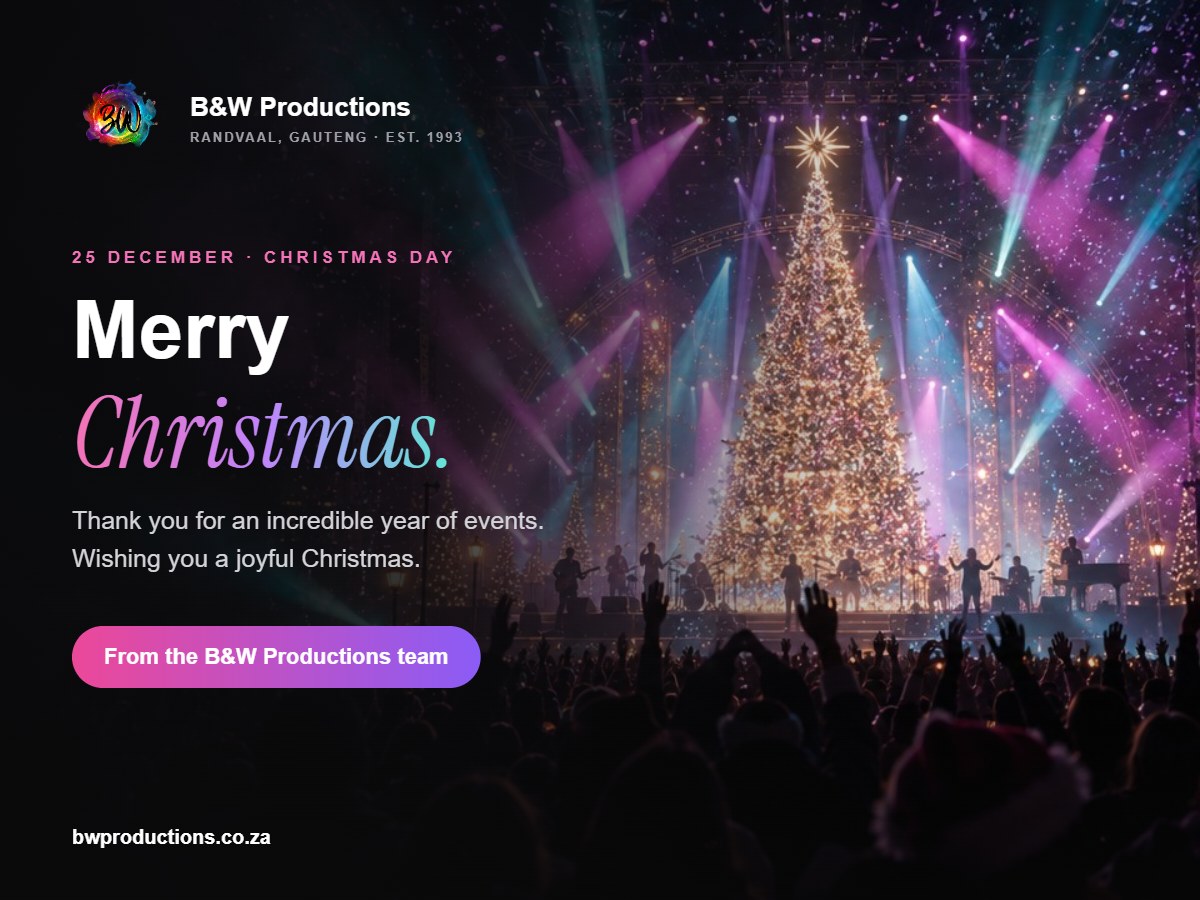 BW
B&W Productions
RANDVAAL, GAUTENG · EST. 1993
25 DECEMBER · CHRISTMAS DAY
Merry
Christmas.
Thank you for an incredible year of events.
Wishing you a joyful Christmas.
From the B&W Productions team
bwproductions.co.za